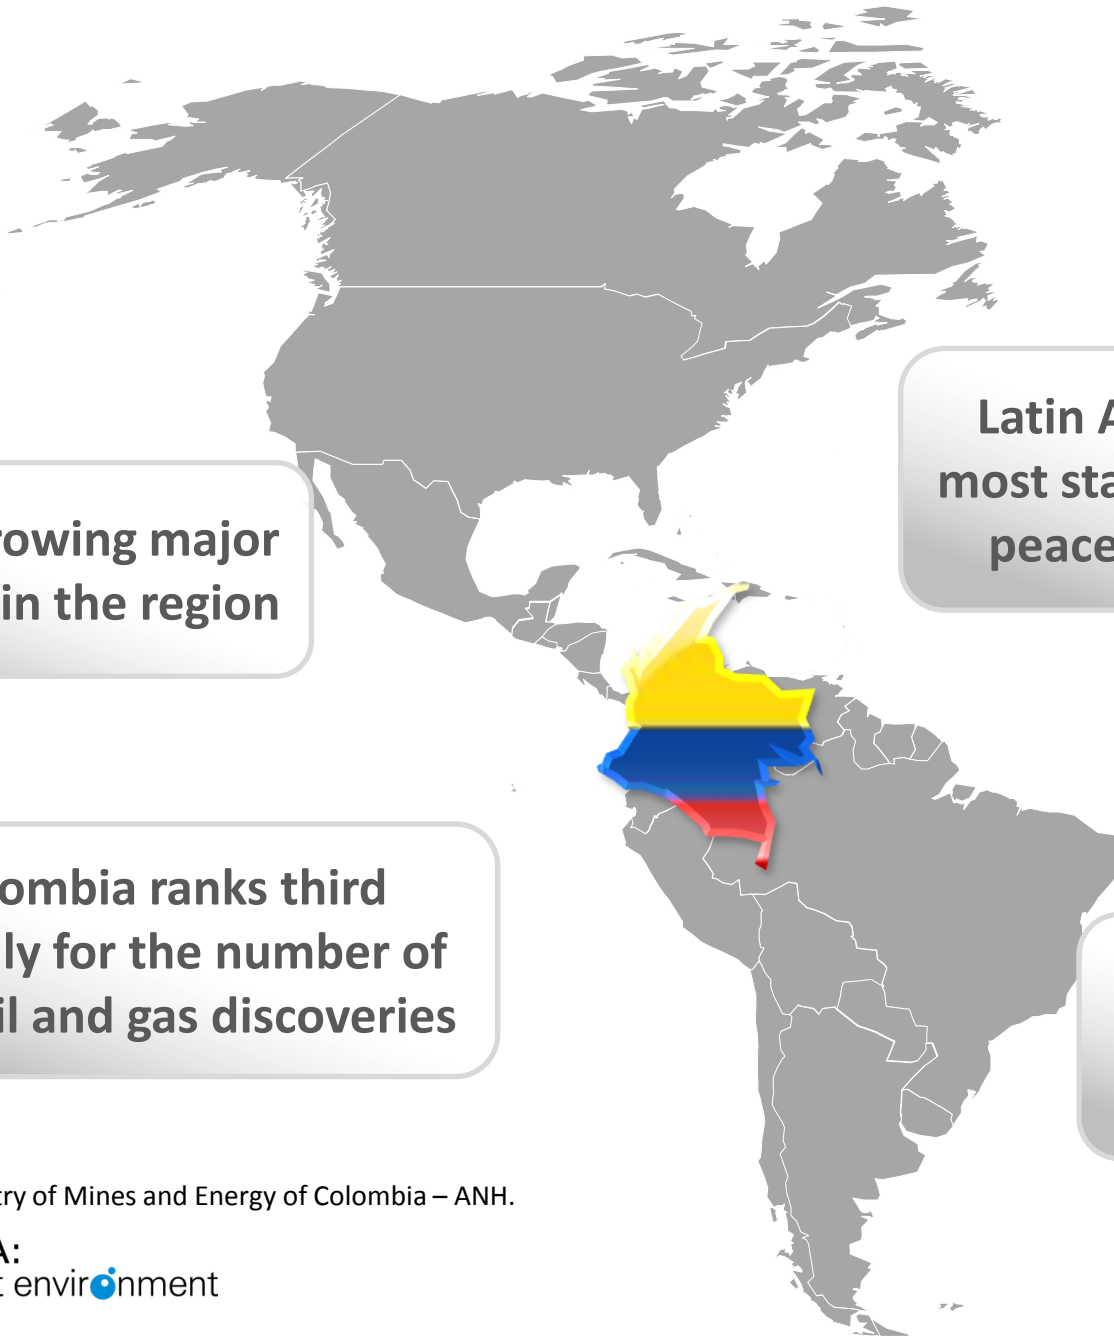 Latin A
most sta
peace
rowing major
in the region
ombia ranks third
ly for the number of
il and gas discoveries
try of Mines and Energy of Colombia – ANH.
A:
t environment